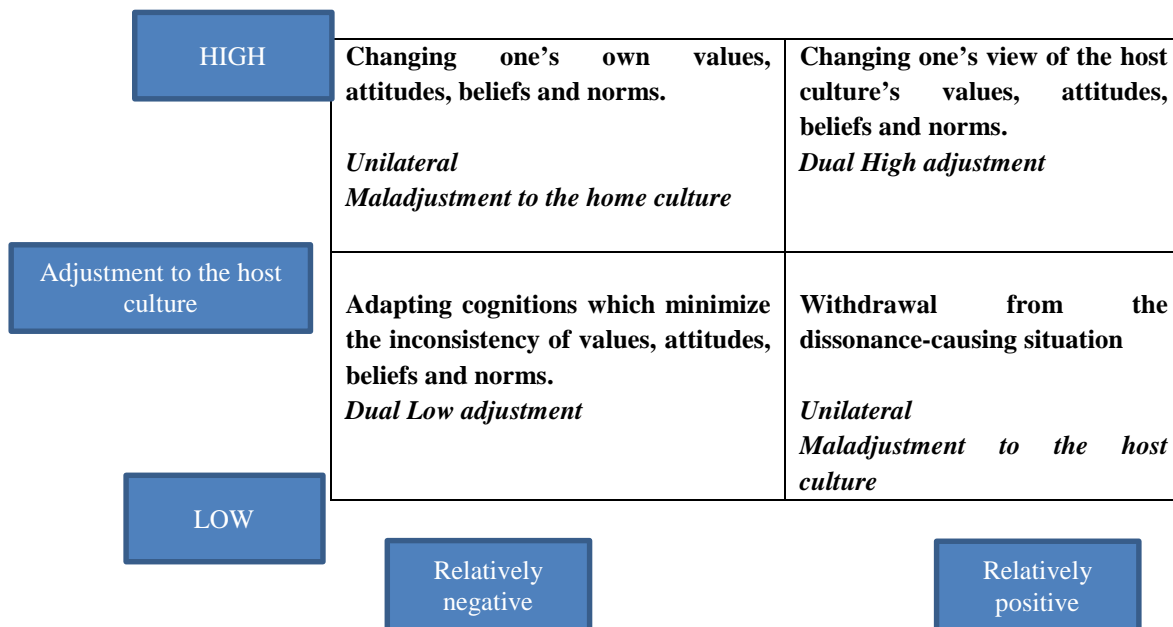 HIGH
Changing one’s own values,
attitudes, beliefs and norms.
Unilateral
Maladjustment to the home culture
Changing one’s view of the host
culture’s values, attitudes,
beliefs and norms.
Dual High adjustment
Adjustment to the host
culture
Adapting cognitions which minimize
the inconsistency of values, attitudes,
beliefs and norms.
Dual Low adjustment
Withdrawal from the
dissonance-causing situation
Unilateral
Maladjustment to the host
culture
LOW
Relatively
negative
Relatively
positive